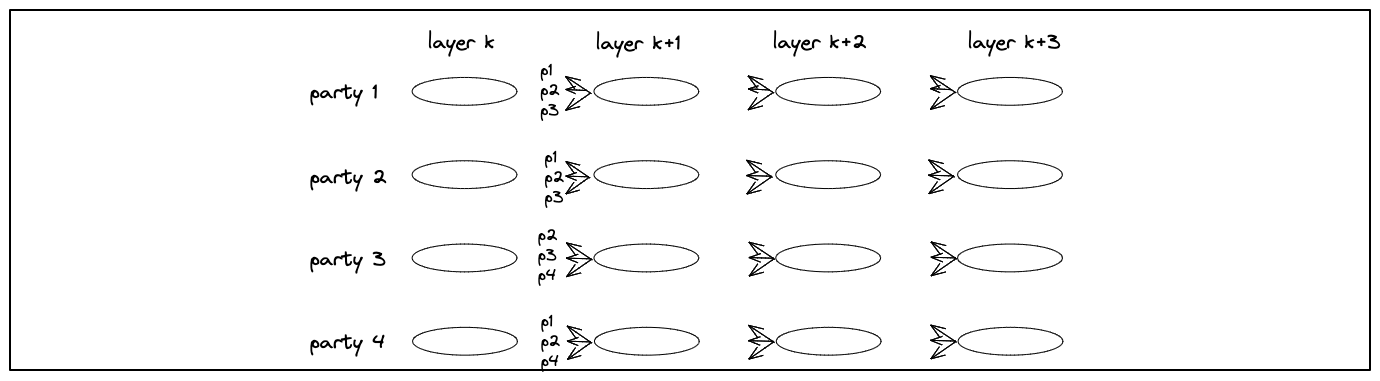 layer k layer k+1 layer k+2 layer k+3
p1
party 1 p2
p3
p1
party 2 p2
p3
p2
party 3 p3
p4
p1
party 4 p2
p4